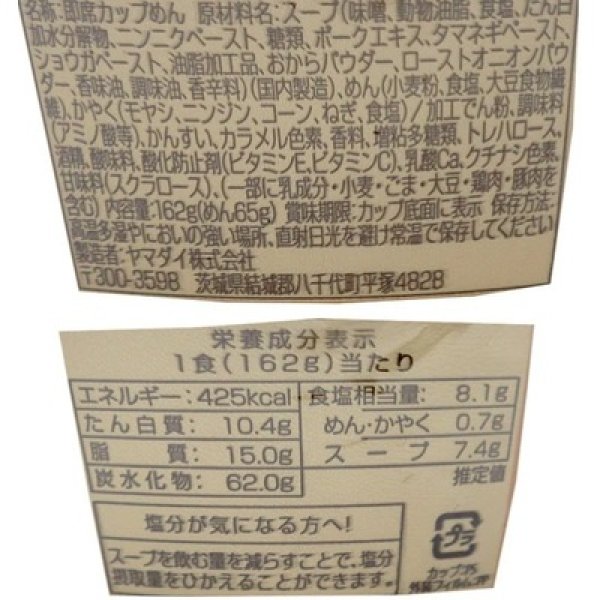 名称:即席カップめん 原材料名:スープ(味噌、動物油脂、食塩、たん白
加水分解物、ニンニクペースト、糖類、ポークエキス、タマネギペースト、
ショウガペースト、油脂加工品、おからパウダー、ローストオニオンパウ
ダー、香味油、調味油、香辛料)(国内製造)、めん(小麦粉、食塩、大豆食物繊
維)、かやく(モヤシ、ニンジン、コーン、ねぎ、食塩)/加工でん粉、調味料
(アミノ酸等)、かんすい、カラメル色素、香料、増粘多糖類、トレハロース、
酒精、酸味料、酸化防止剤(ビタミンE、ビタミンC)、乳酸Ca、クチナシ色素、
甘味料(スクラロース)、(一部に乳成分・小麦・ごま・大豆・鶏肉・豚肉を
含む) 内容量:162g(めん65g) 賞味期限:カップ底面に表示 保存方法:
高温多湿やにおいの強い場所、直射日光を避け常温で保存してください
製造者:ヤマダイ株式会社
〒300-3598 茨城県結城郡八千代町平塚4828
栄養成分表示
1食(162g)当たり
エネルギー:425kcal 食塩相当量: 8.1g
たん白質: 10.4g めん・かやく 0.7g
脂質: 15.0g スープ 7.4g
炭水化物: 62.0g 推定値
塩分が気になる方へ!
スープを飲む量を減らすことで、塩分
摂取量をひかえることができます。
プラ
カップ:PS
外装フィルム:PP